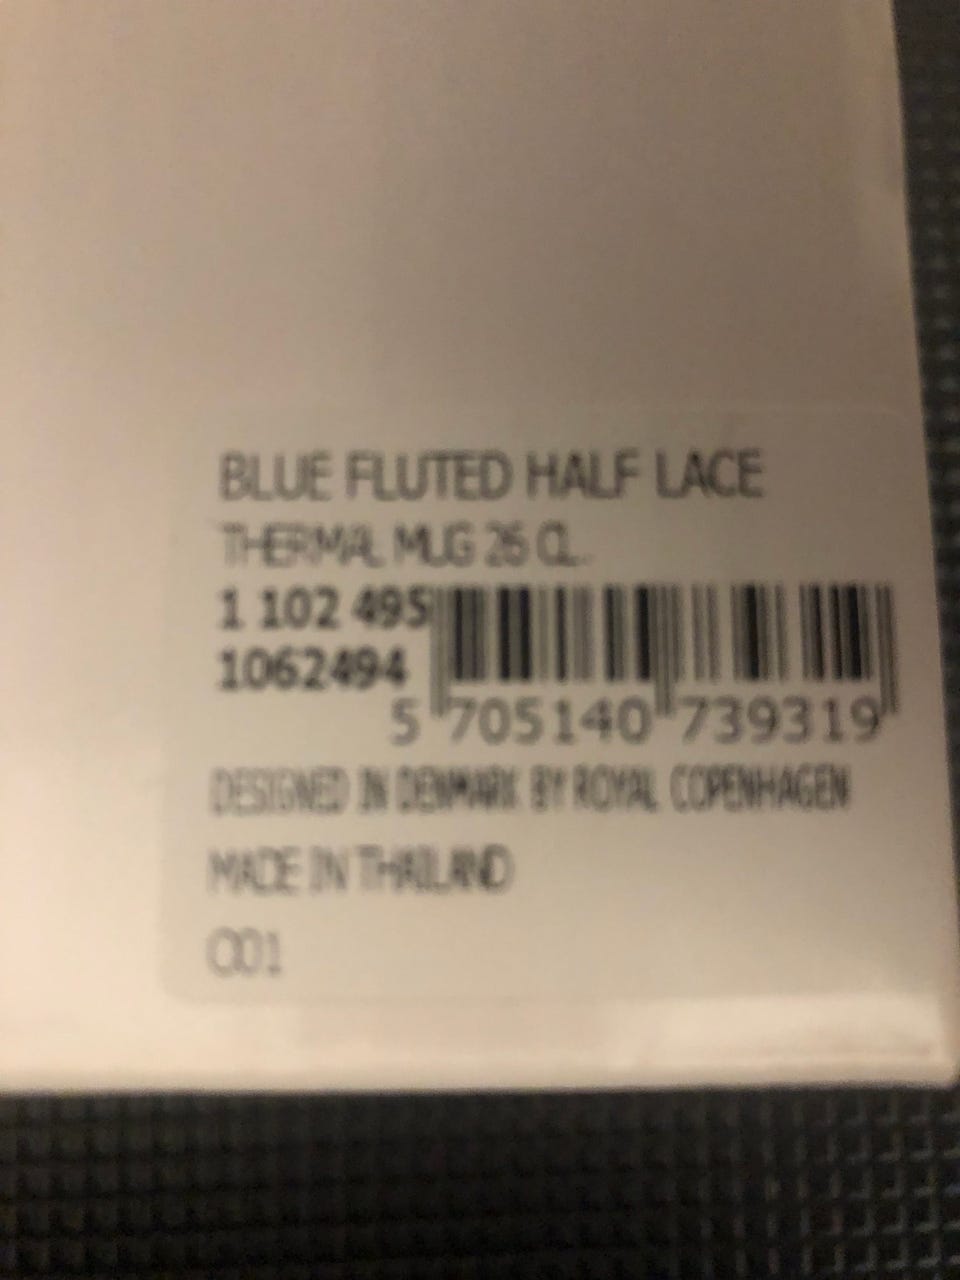 BLUE FLUTED HALF LACE
THERMAL MUG 26 CL.
1 102 495
1062494
5 705140 739319
DESIGNED IN DENMARK BY ROYAL COPENHAGEN
MADE IN THAILAND
001